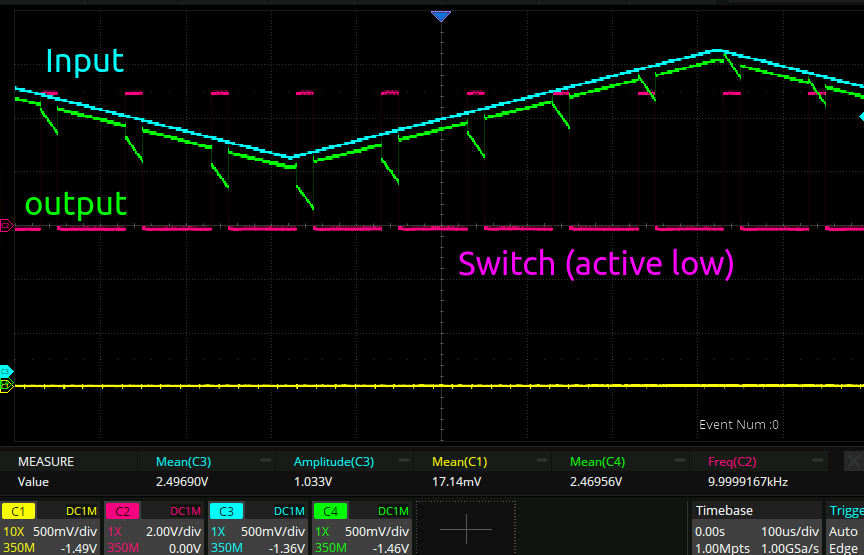 Input
output
Switch (active low)
Event Num :0
MEASURE Mean(C3) Amplitude(C3) Mean(C1) Mean(C4) Freq(C2)
Value 2.49690V 1.033V 17.14mV 2.46956V 9.9999167kHz
C1 DC1M C2 DC1M C3 DC1M C4 DC1M Timebase Trigge
10X 500mV/div 1X 2.00V/div 1X 500mV/div 1X 500mV/div 0.00s 100us/div Auto
350M -1.49V 350M 0.00V 350M -1.36V 350M -1.46V 1.00Mpts 1.00GSa/s Edge